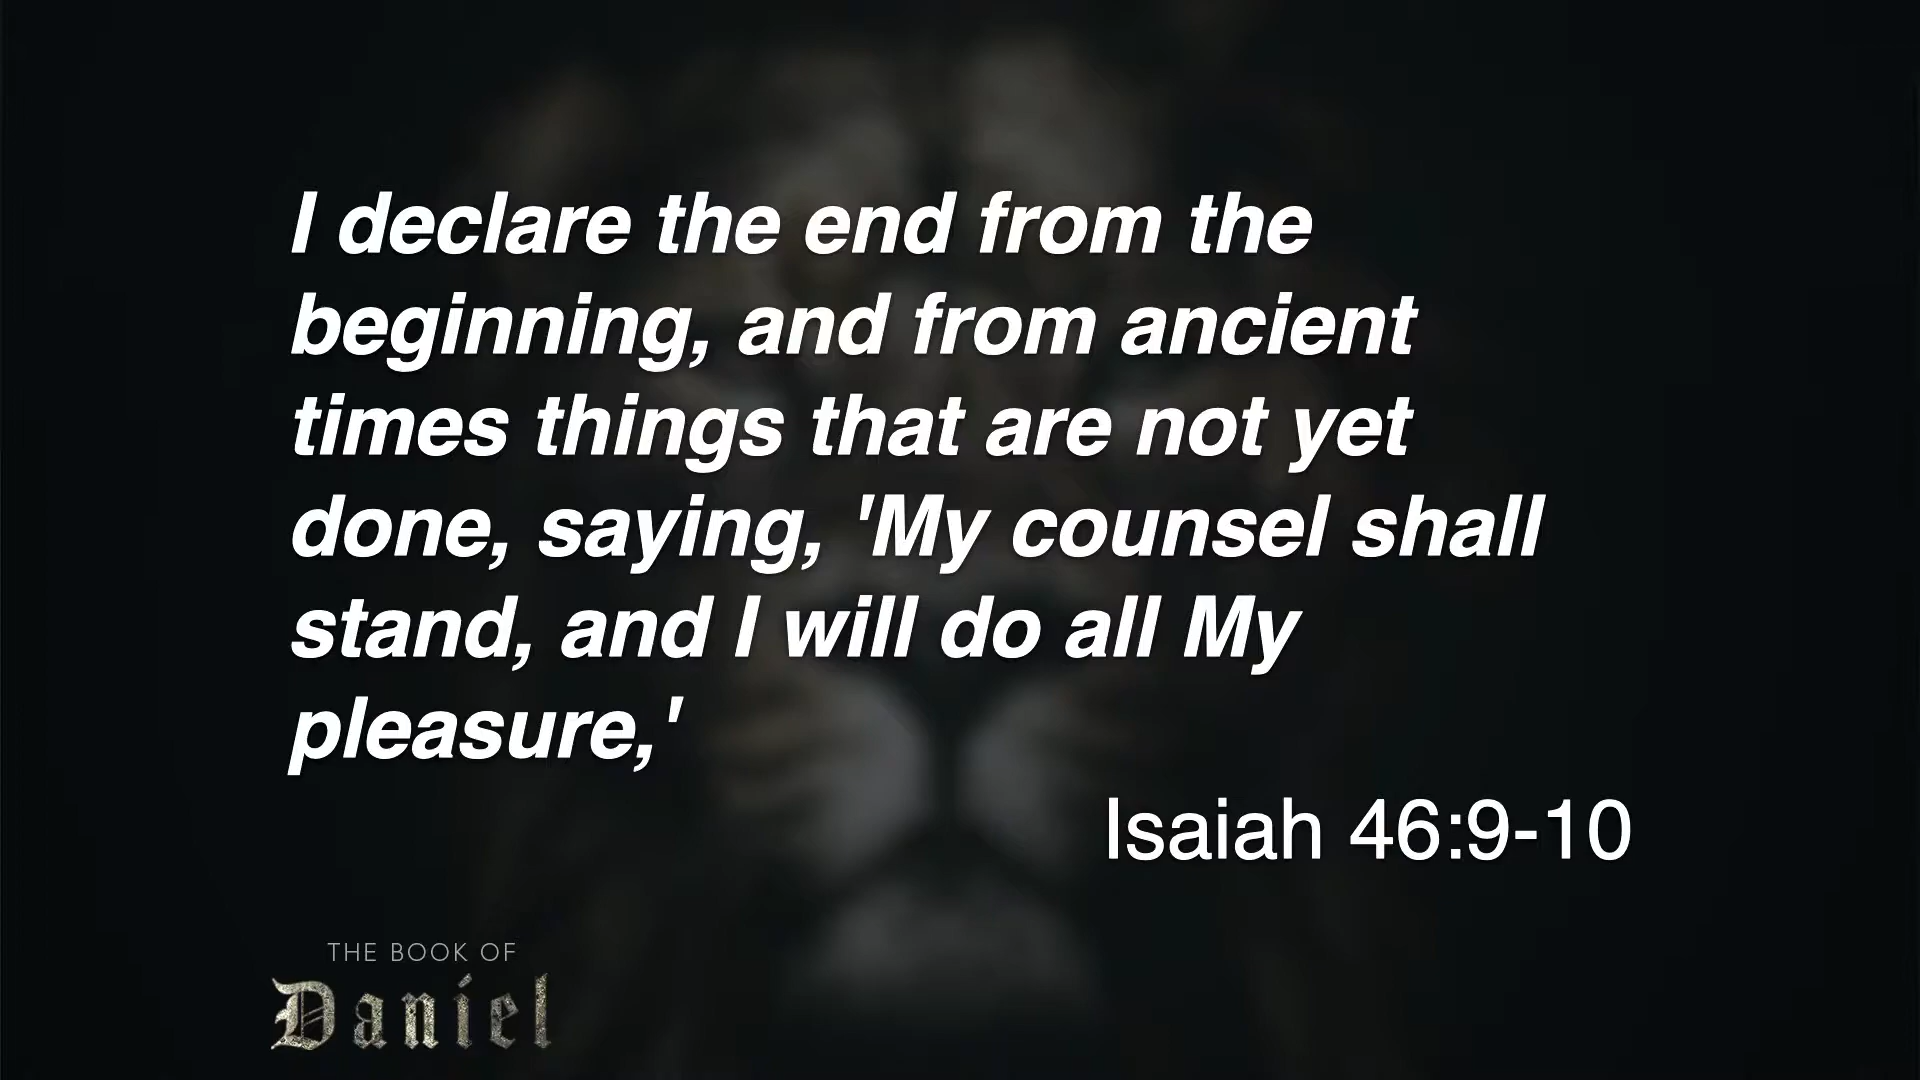 I declare the end from the
beginning, and from ancient
times things that are not yet
done, saying, 'My counsel shall
stand, and I will do all My
pleasure,'
Isaiah 46:9-10
THE BOOK OF
Daniel